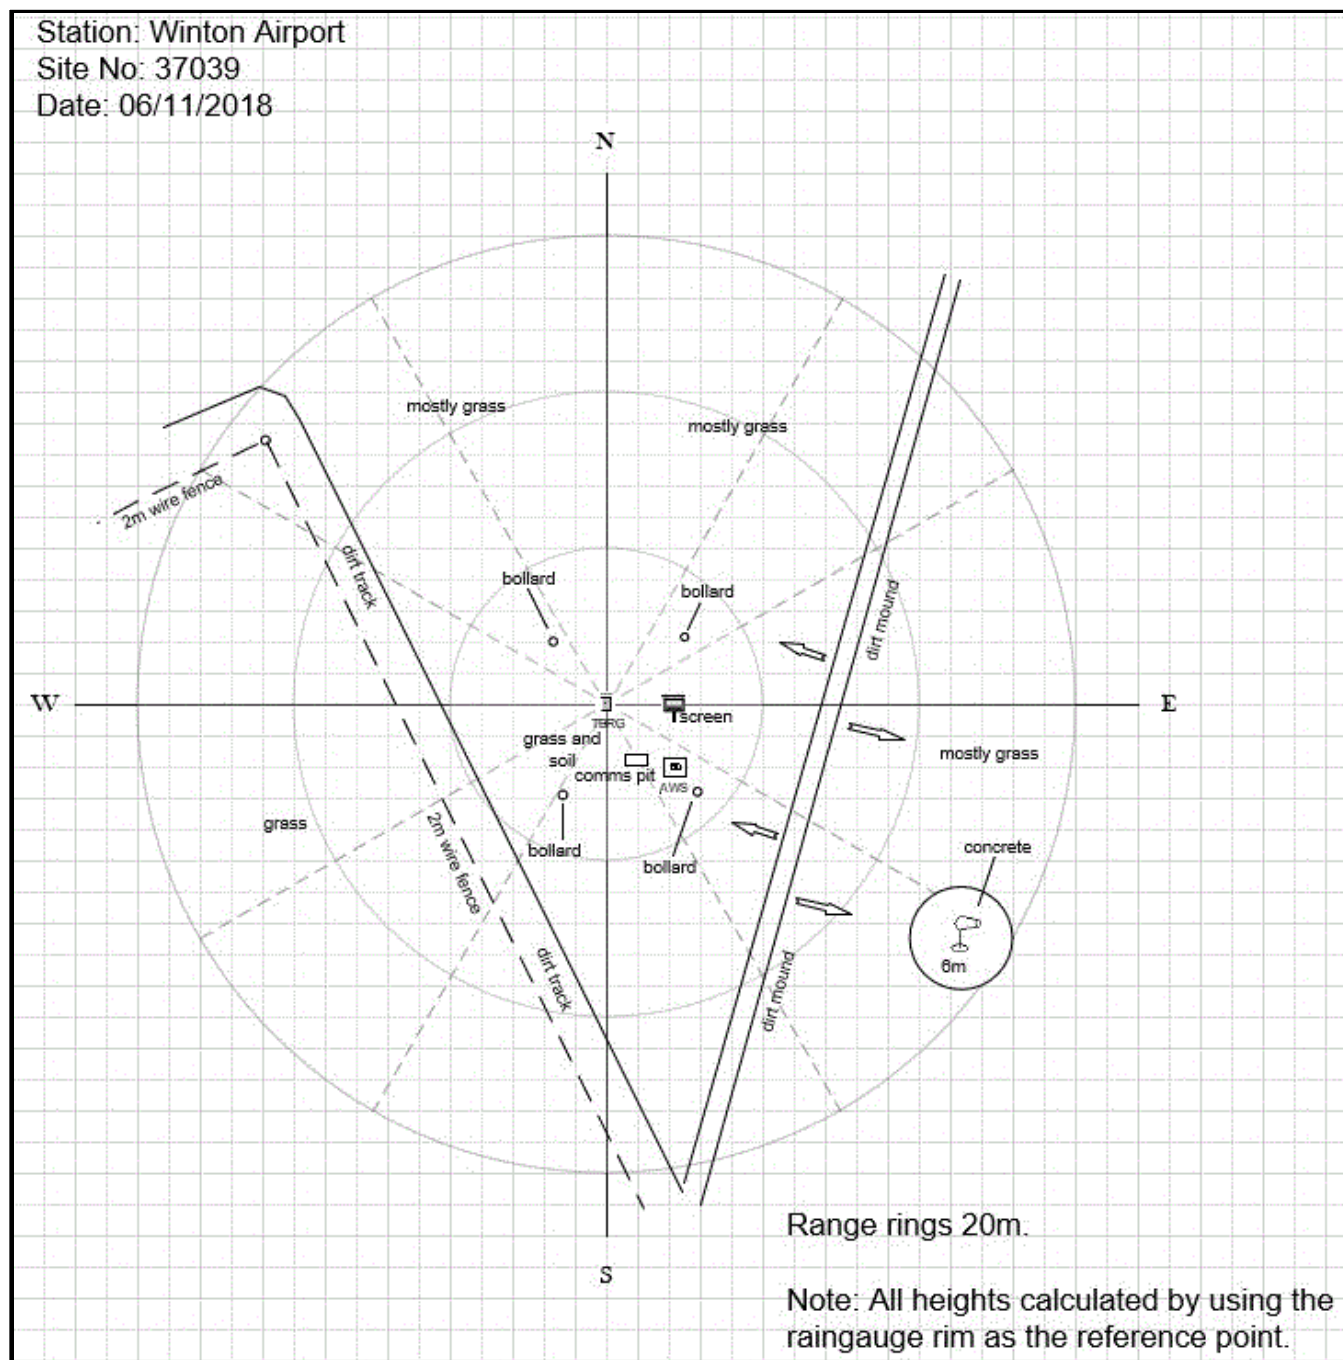 Station: Winton Airport
Site No: 37039
Date: 06/11/2018
N
mostly grass
mostly grass
2m wire fence
dirt track
bollard
bollard
dirt mound
W
E
TBRG
screen
grass and
soil
comms pit
AWS
mostly grass
grass
2m wire fence
bollard
bollard
concrete
6m
dirt track
dirt mound
Range rings 20m.
S
Note: All heights calculated by using the
raingauge rim as the reference point.